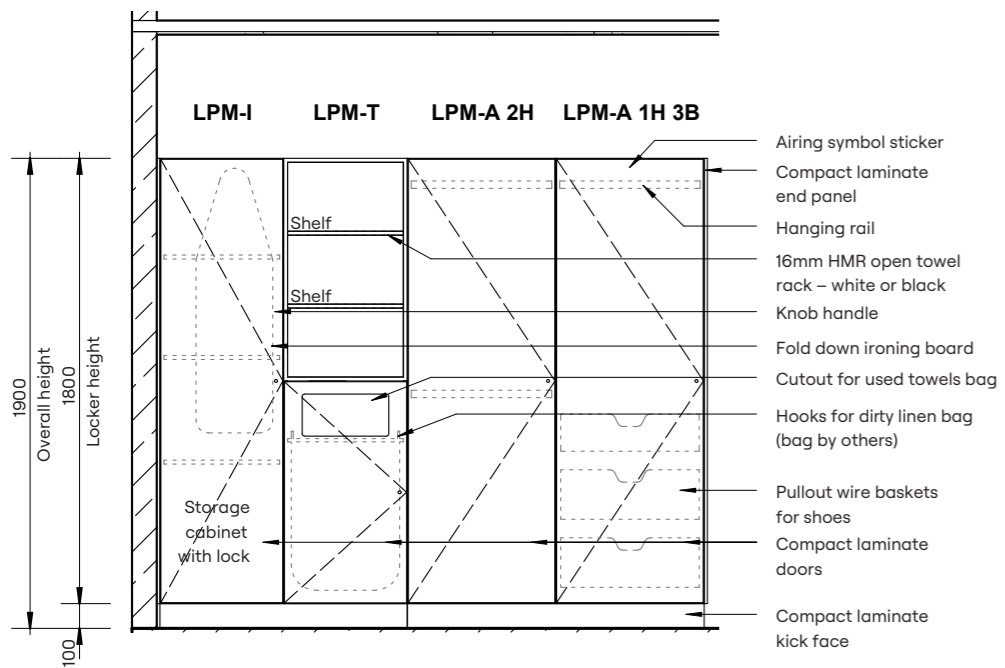 LPM-I
LPM-T
LPM-A 2H
LPM-A 1H 3B
Airing symbol sticker
Compact laminate
end panel
Hanging rail
16mm HMR open towel
rack – white or black
Knob handle
Fold down ironing board
Cutout for used towels bag
Hooks for dirty linen bag
(bag by others)
Pullout wire baskets
for shoes
Compact laminate
doors
Compact laminate
kick face
Shelf
Shelf
Storage
cabinet
with lock
1900
Overall height
1800
Locker height
100